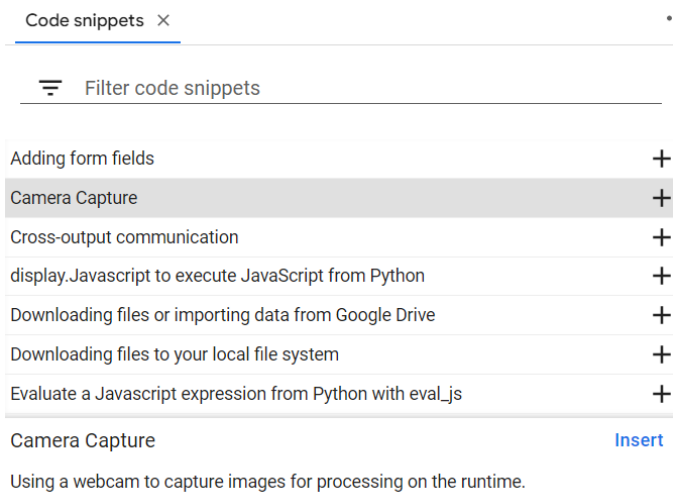 Code snippets ×
Filter code snippets
Adding form fields
Camera Capture
Cross-output communication
display.Javascript to execute JavaScript from Python
Downloading files or importing data from Google Drive
Downloading files to your local file system
Evaluate a Javascript expression from Python with eval_js
Camera Capture Insert
Using a webcam to capture images for processing on the runtime.